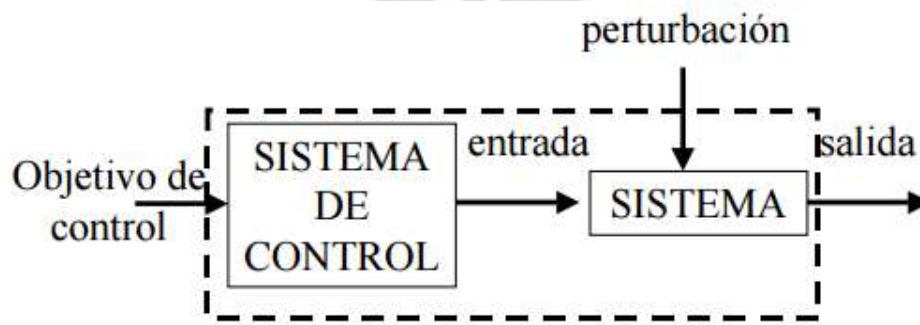 perturbación
Objetivo de
control
SISTEMA
DE
CONTROL
entrada
SISTEMA
salida